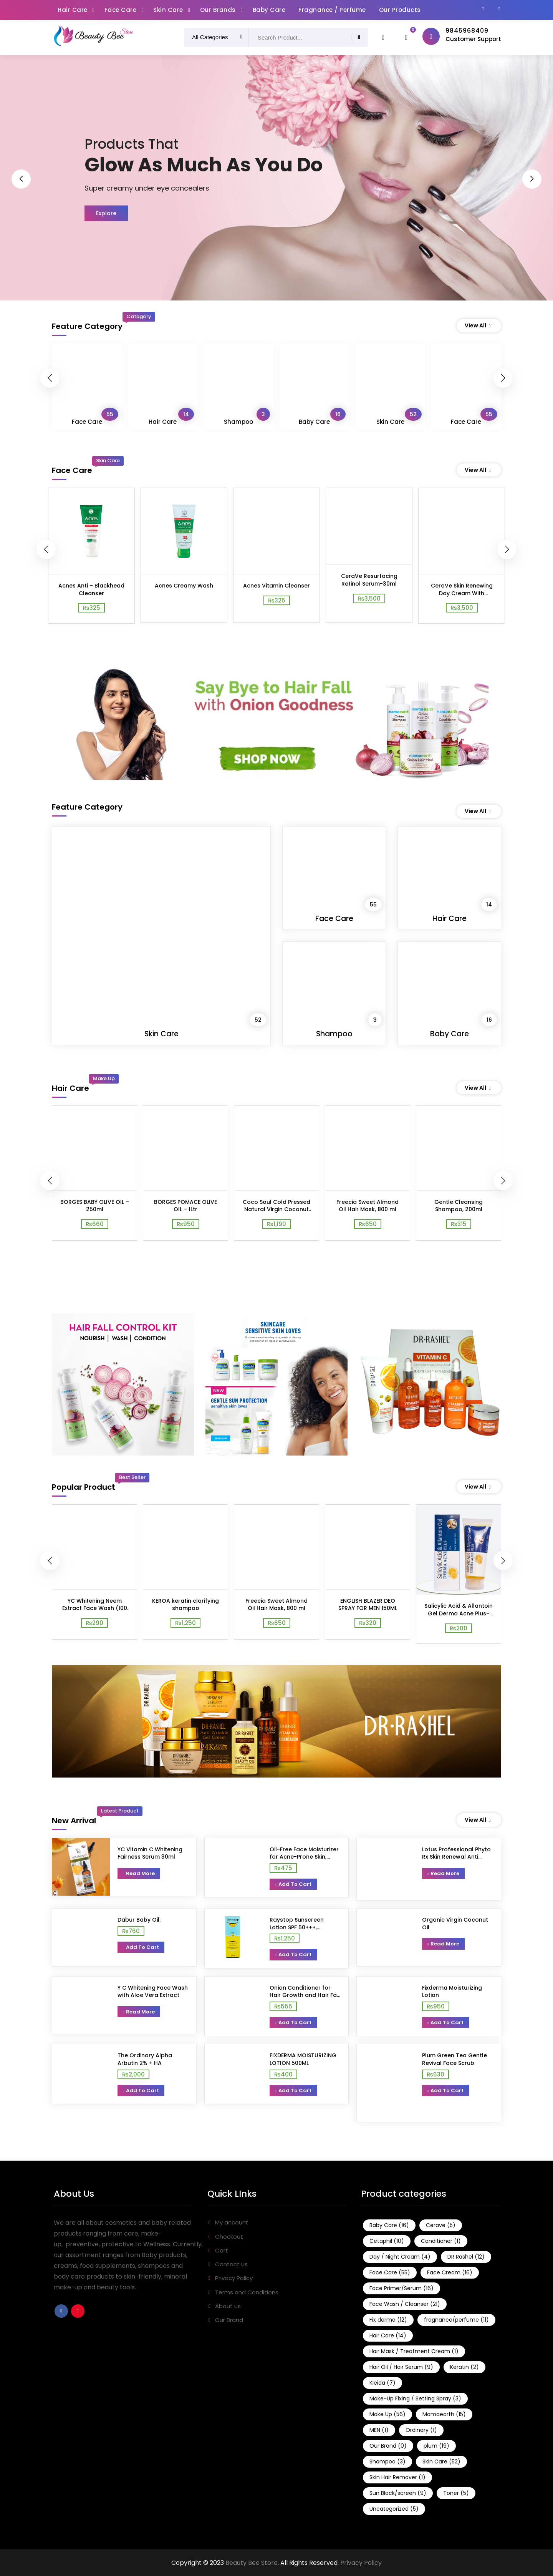 Hair Care Face Care Skin Care Our Brands Baby Care Fragnance / Perfume Our Products
Beauty Bee Store
All Categories
Search Product...
0
9845968409
Customer Support
Products That
Glow As Much As You Do
Super creamy under eye concealers
Explore
Category
Feature Category
View All
55 14 3 16 52 55
Face Care Hair Care Shampoo Baby Care Skin Care Face Care
Skin Care
Face Care
View All
Acnes Anti – Blackhead
Cleanser
₨325
Acnes Creamy Wash
Acnes Vitamin Cleanser
₨325
CeraVe Resurfacing
Retinol Serum-30ml
₨3,500
CeraVe Skin Renewing
Day Cream With...
₨3,500
Say Bye to Hair Fall
with Onion Goodness
SHOP NOW
Feature Category
View All
52
Skin Care
55
Face Care
14
Hair Care
3
Shampoo
16
Baby Care
Make Up
Hair Care
View All
BORGES BABY OLIVE OIL –
250ml
₨660
BORGES POMACE OLIVE
OIL – 1Ltr
₨950
Coco Soul Cold Pressed
Natural Virgin Coconut...
₨1,190
Freecia Sweet Almond
Oil Hair Mask, 800 ml
₨650
Gentle Cleansing
Shampoo, 200ml
₨315
HAIR FALL CONTROL KIT
NOURISH | WASH | CONDITION
SKINCARE
SENSITIVE SKIN LOVES
NEW
GENTLE SUN PROTECTION
sensitive skin loves
DR·RASHEL
VITAMIN C
Best Seller
Popular Product
View All
YC Whitening Neem
Extract Face Wash (100...
₨290
KEROA keratin clarifying
shampoo
₨1,250
Freecia Sweet Almond
Oil Hair Mask, 800 ml
₨650
ENGLISH BLAZER DEO
SPRAY FOR MEN 150ML
₨320
Salicylic Acid & Allantoin Gel
DERMA ACNE PLUS
Salicylic Acid & Allantoin
Gel Derma Acne Plus-...
₨200
DR·RASHEL
Latest Product
New Arrival
View All
YC Vitamin C Whitening
Fairness Serum 30ml
Read More
Oil-Free Face Moisturizer
for Acne-Prone Skin,...
₨475
Add To Cart
Lotus Professional Phyto
Rx Skin Renewal Anti...
Read More
Dabur Baby Oil:
₨760
Add To Cart
Raystop Sunscreen
Lotion SPF 50+++,...
₨1,250
Add To Cart
Organic Virgin Coconut
Oil
Read More
Y C Whitening Face Wash
with Aloe Vera Extract
Read More
Onion Conditioner for
Hair Growth and Hair Fa...
₨555
Add To Cart
Fixderma Moisturizing
Lotion
₨950
Add To Cart
The Ordinary Alpha
Arbutin 2% + HA
₨2,000
Add To Cart
FIXDERMA MOISTURIZING
LOTION 500ML
₨400
Add To Cart
Plum Green Tea Gentle
Revival Face Scrub
₨630
Add To Cart
About Us
We are all about cosmetics and baby related
products ranging from care, make-
up, preventive, protective to Wellness. Currently,
our assortment ranges from Baby products,
creams, food supplements, shampoos and
body care products to skin-friendly, mineral
make-up and beauty tools.
Quick LInks
My account
Checkout
Cart
Contact us
Privacy Policy
Terms and Conditions
About us
Our Brand
Product categories
Baby Care (16) Cerave (5)
Cetaphil (10) Conditioner (1)
Day / Night Cream (4) DR Rashel (12)
Face Care (55) Face Cream (16)
Face Primer/Serum (16)
Face Wash / Cleanser (21)
Fix derma (12) fragnance/perfume (11)
Hair Care (14)
Hair Mask / Treatment Cream (1)
Hair Oil / Hair Serum (9) Keratin (2)
Kleida (7)
Make-Up Fixing / Setting Spray (3)
Make Up (56) Mamaearth (15)
MEN (1) Ordinary (1)
Our Brand (0) plum (19)
Shampoo (3) Skin Care (52)
Skin Hair Remover (1)
Sun Block/screen (9) Toner (5)
Uncategorized (5)
Copyright © 2023 Beauty Bee Store. All Rights Reserved. Privacy Policy